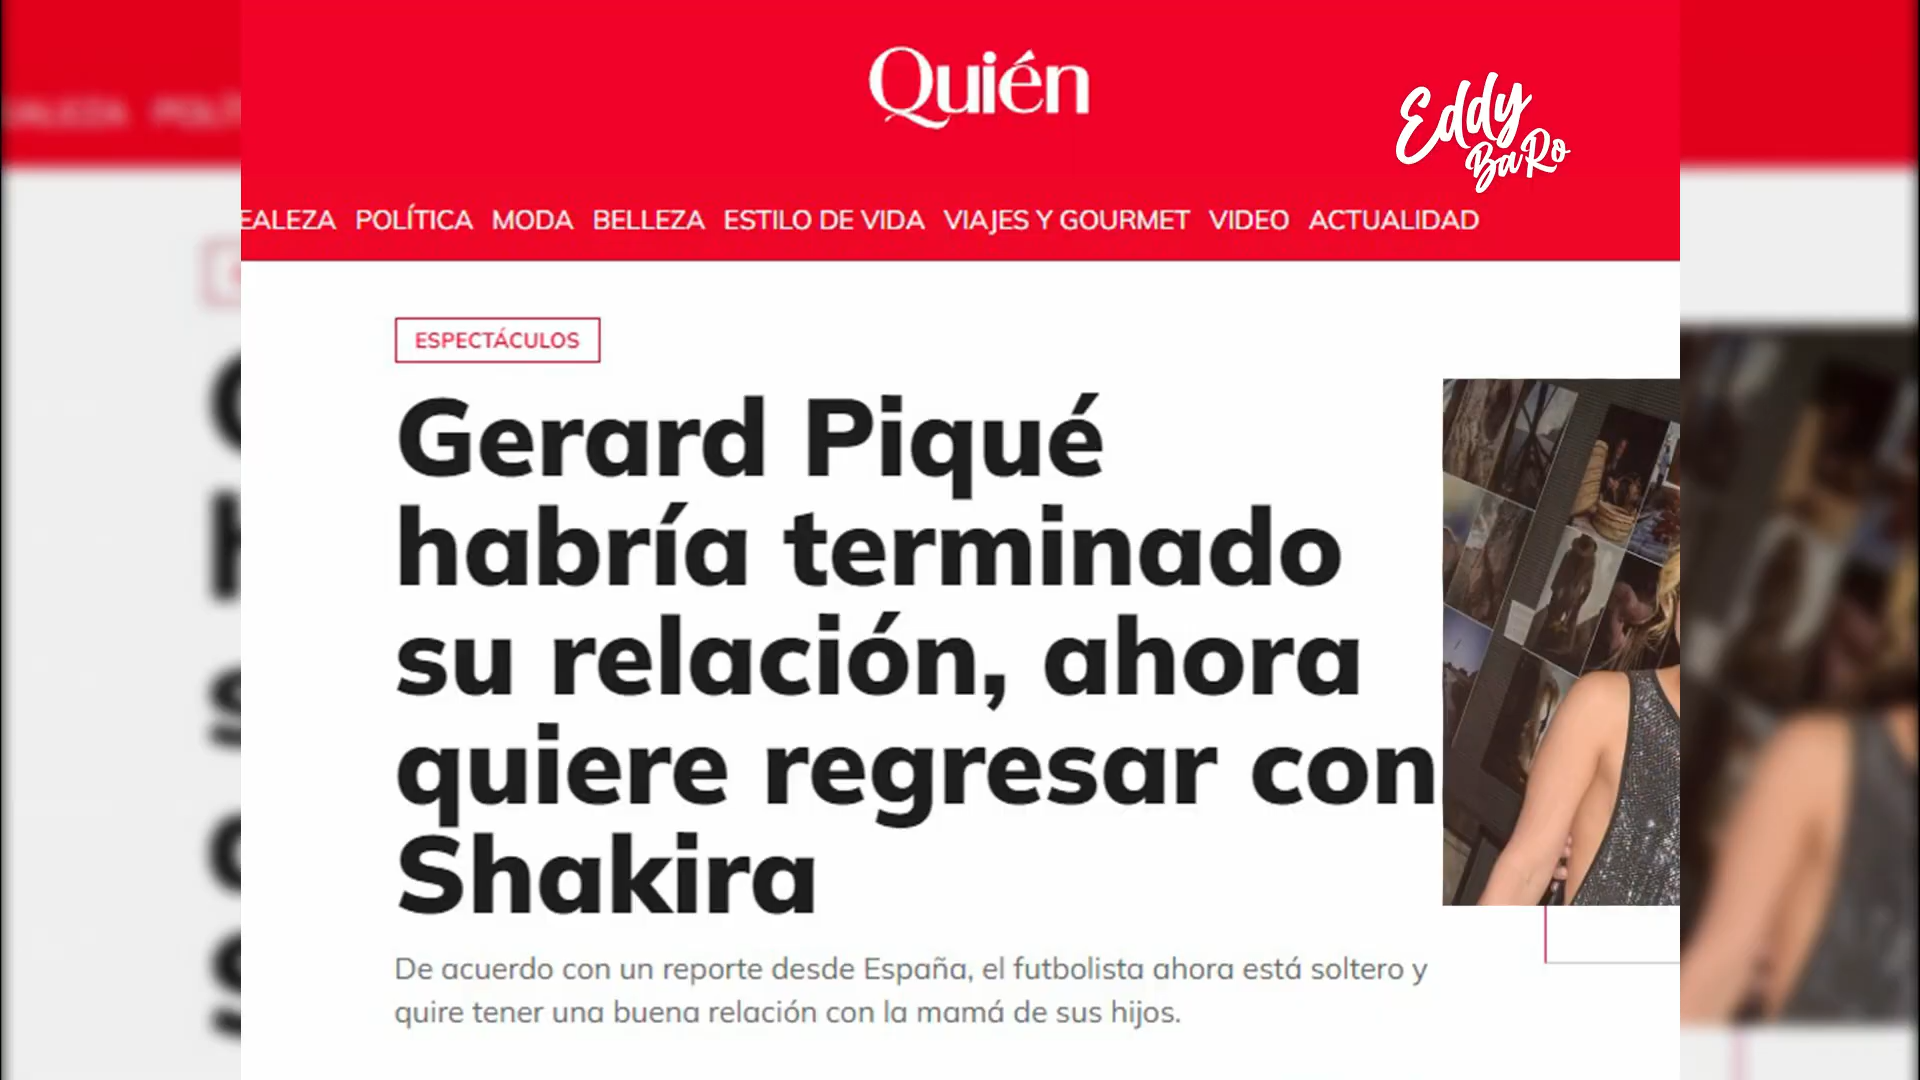 Quién
Eddy
BaRo
EALEZA POLÍTICA MODA BELLEZA ESTILO DE VIDA VIAJES Y GOURMET VIDEO ACTUALIDAD
ESPECTÁCULOS
Gerard Piqué
habría terminado
su relación, ahora
quiere regresar con
Shakira
De acuerdo con un reporte desde España, el futbolista ahora está soltero y
quire tener una buena relación con la mamá de sus hijos.